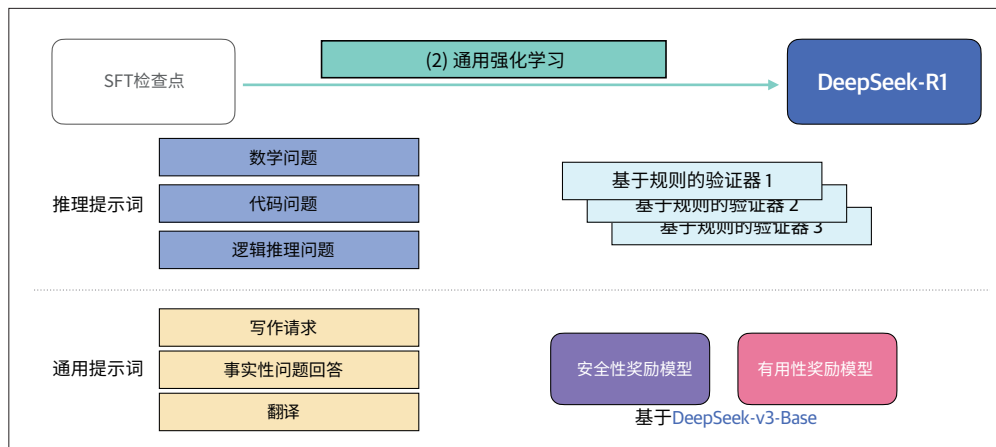 (2) 通用强化学习
SFT检查点
DeepSeek-R1
推理提示词
数学问题
代码问题
逻辑推理问题
基于规则的验证器 1
基于规则的验证器 2
基于规则的验证器 3
通用提示词
写作请求
事实性问题回答
翻译
安全性奖励模型
有用性奖励模型
基于DeepSeek-v3-Base